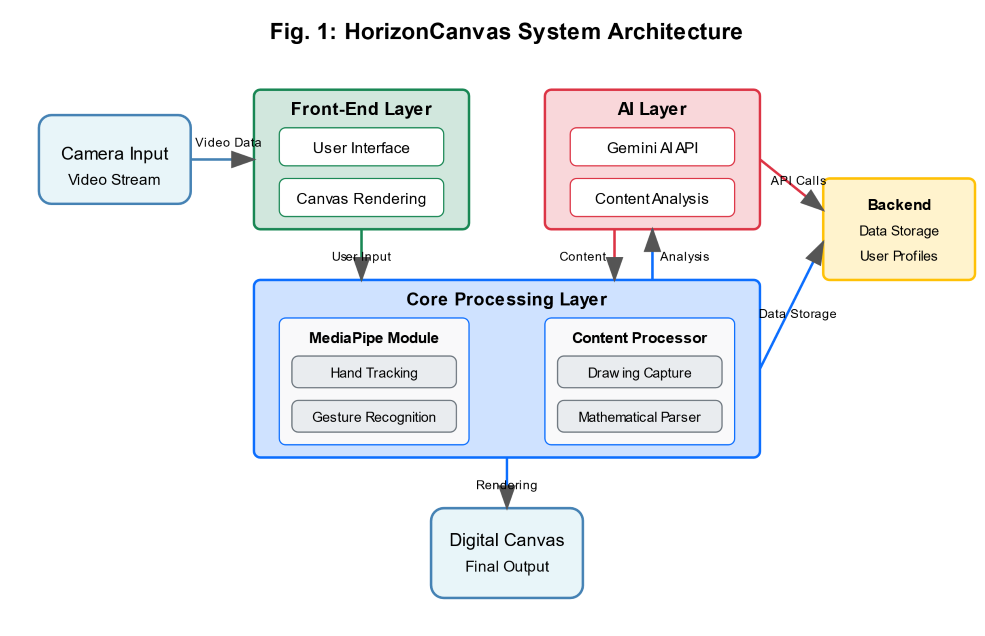 Fig. 1: HorizonCanvas System Architecture
Camera Input
Video Stream
Video Data
Front-End Layer
User Interface
Canvas Rendering
AI Layer
Gemini AI API
Content Analysis
API Calls
Backend
Data Storage
User Profiles
User Input
Content
Analysis
Core Processing Layer
MediaPipe Module
Hand Tracking
Gesture Recognition
Content Processor
Drawing Capture
Mathematical Parser
Data Storage
Rendering
Digital Canvas
Final Output